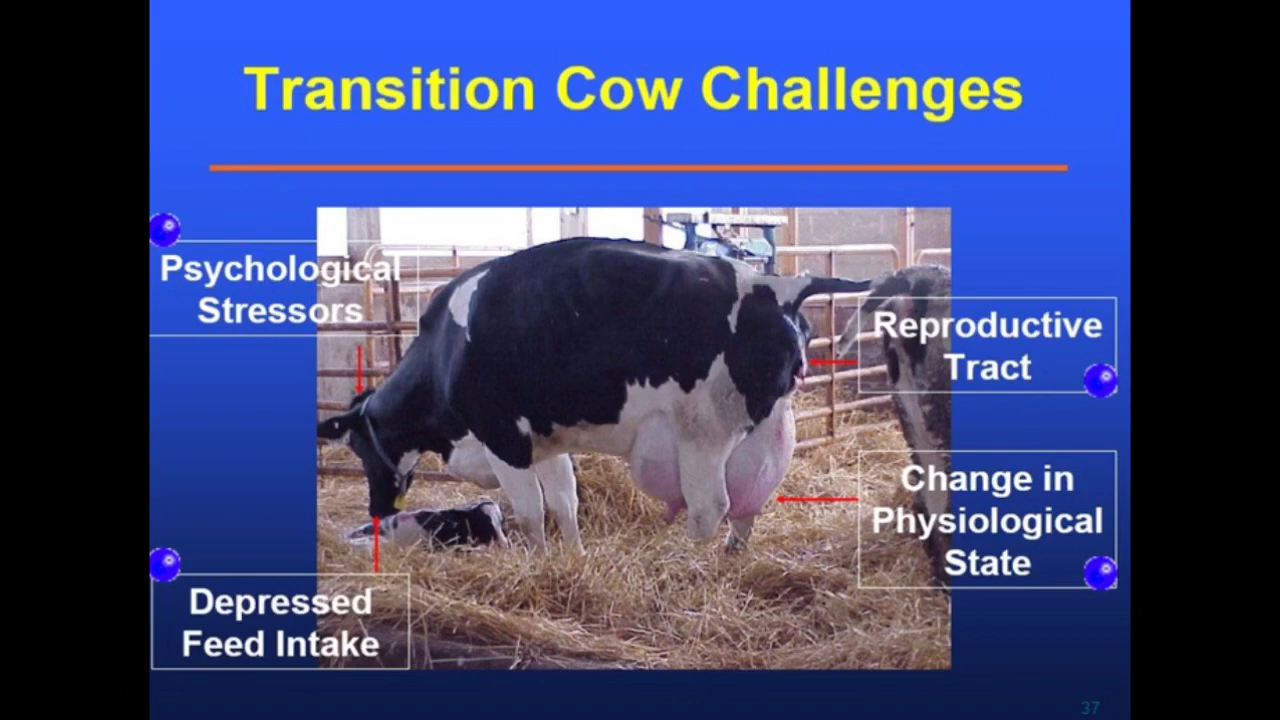 Transition Cow Challenges
Psychological
Stressors
Reproductive
Tract
Change in
Physiological
State
Depressed
Feed Intake
37